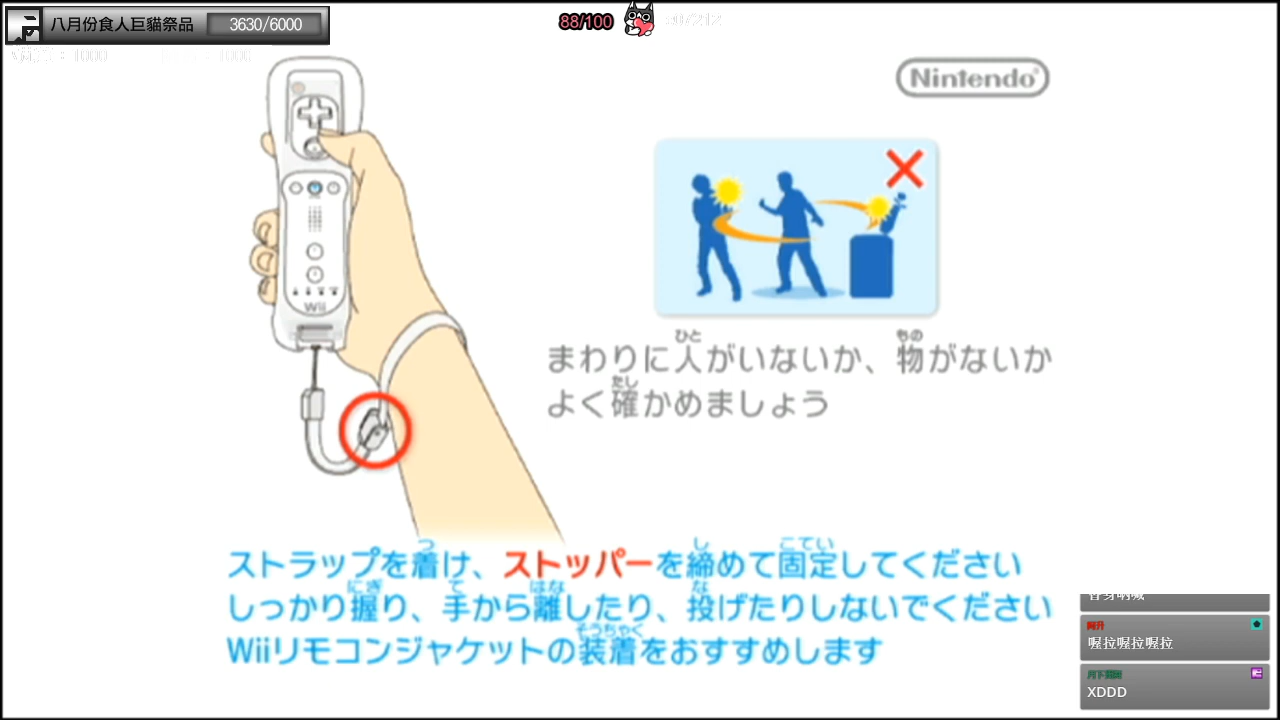 八月份食人巨貓祭品 3630/6000
88/100
Nintendo
Wii
まわりに人がいないか、物がないか
よく確かめましょう
ストラップを着け、ストッパーを締めて固定してください
しっかり握り、手から離したり、投げたりしないでください
Wiiリモコンジャケットの装着をおすすめします
喔拉喔拉喔拉
XDDD